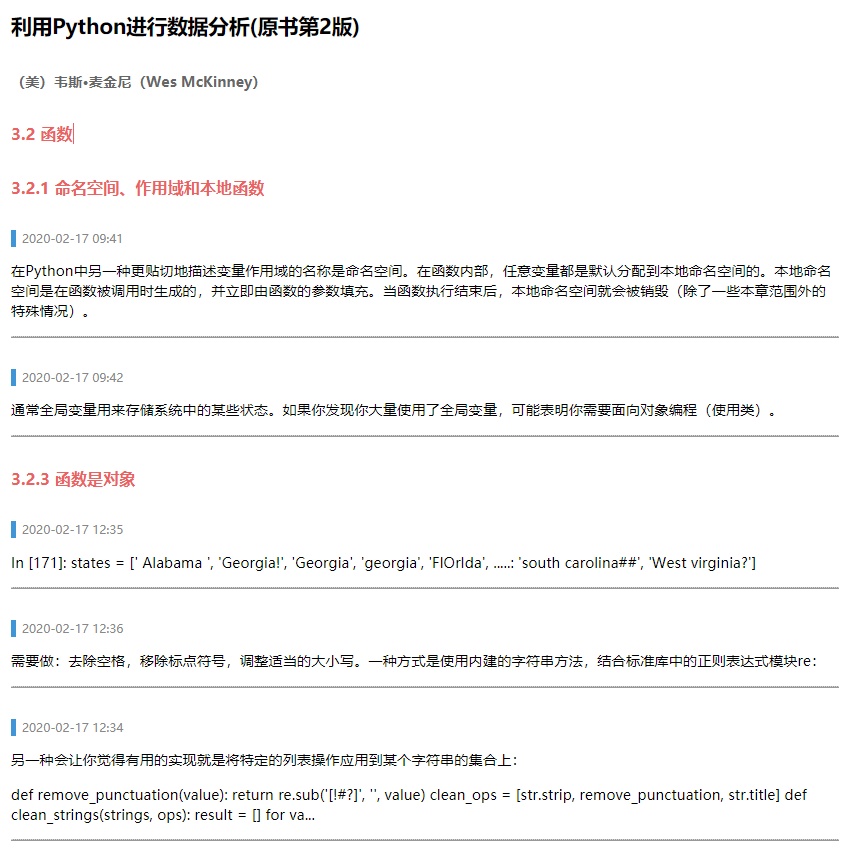 利用Python进行数据分析(原书第2版)
（美）韦斯•麦金尼（Wes McKinney）
3.2 函数
3.2.1 命名空间、作用域和本地函数
2020-02-17 09:41
在Python中另一种更贴切地描述变量作用域的名称是命名空间。在函数内部，任意变量都是默认分配到本地命名空间的。本地命名
空间是在函数被调用时生成的，并立即由函数的参数填充。当函数执行结束后，本地命名空间就会被销毁（除了一些本章范围外的
特殊情况）。
2020-02-17 09:42
通常全局变量用来存储系统中的某些状态。如果你发现你大量使用了全局变量，可能表明你需要面向对象编程（使用类）。
3.2.3 函数是对象
2020-02-17 12:35
In [171]: states = [' Alabama ', 'Georgia!', 'Georgia', 'georgia', 'FlOrIda', .....: 'south carolina##', 'West virginia?']
2020-02-17 12:36
需要做：去除空格，移除标点符号，调整适当的大小写。一种方式是使用内建的字符串方法，结合标准库中的正则表达式模块re：
2020-02-17 12:34
另一种会让你觉得有用的实现就是将特定的列表操作应用到某个字符串的集合上：
def remove_punctuation(value): return re.sub('[!#?]', '', value) clean_ops = [str.strip, remove_punctuation, str.title] def
clean_strings(strings, ops): result = [] for va...